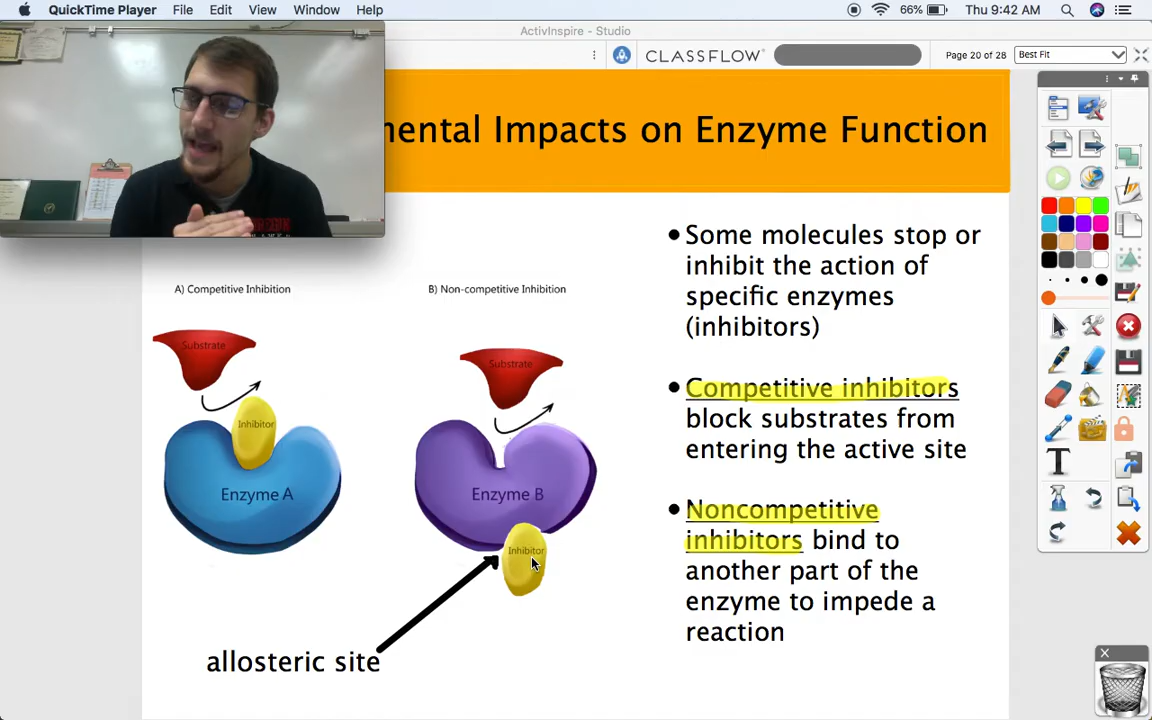 QuickTime Player File Edit View Window Help
66% Thu 9:42 AM
ActivInspire - Studio
CLASSFLOW
Page 20 of 28
Best Fit
mental Impacts on Enzyme Function
A) Competitive Inhibition
B) Non-competitive Inhibition
Substrate
Inhibitor
Enzyme A
Substrate
Enzyme B
Inhibitor
allosteric site
•Some molecules stop or
inhibit the action of
specific enzymes
(inhibitors)
•Competitive inhibitors
block substrates from
entering the active site
•Noncompetitive
inhibitors bind to
another part of the
enzyme to impede a
reaction
T